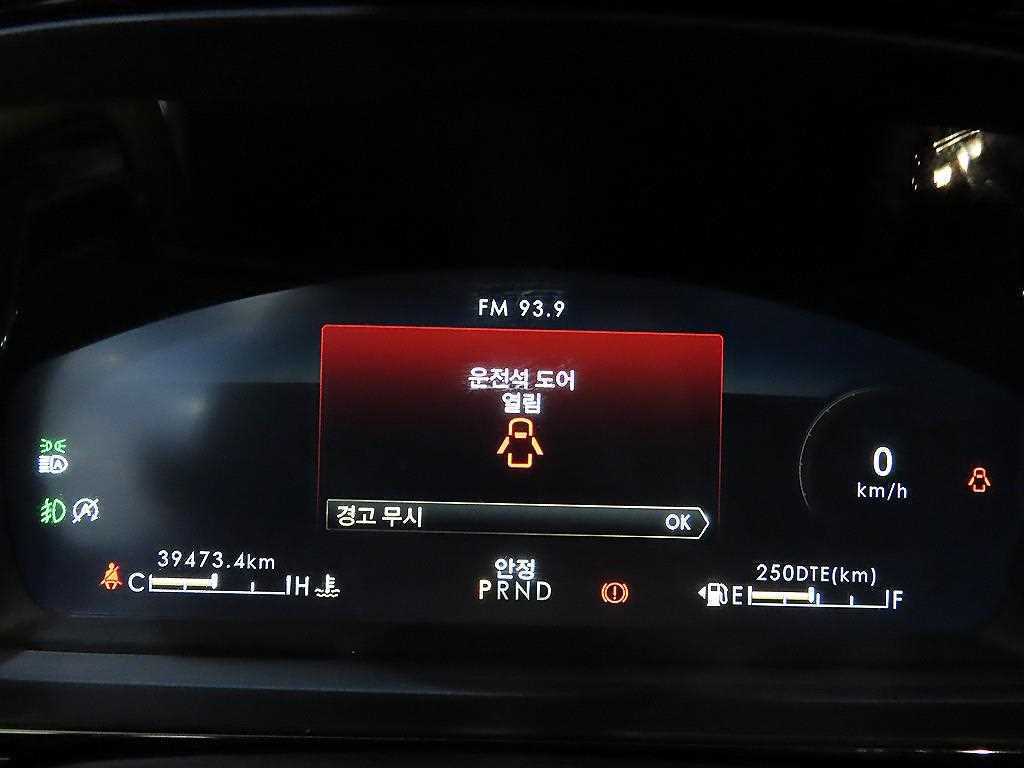 FM 93.9
운전석 도어
열림
경고 무시 OK
0
km/h
39473.4km
C H
안정
PRND
250DTE(km)
E F